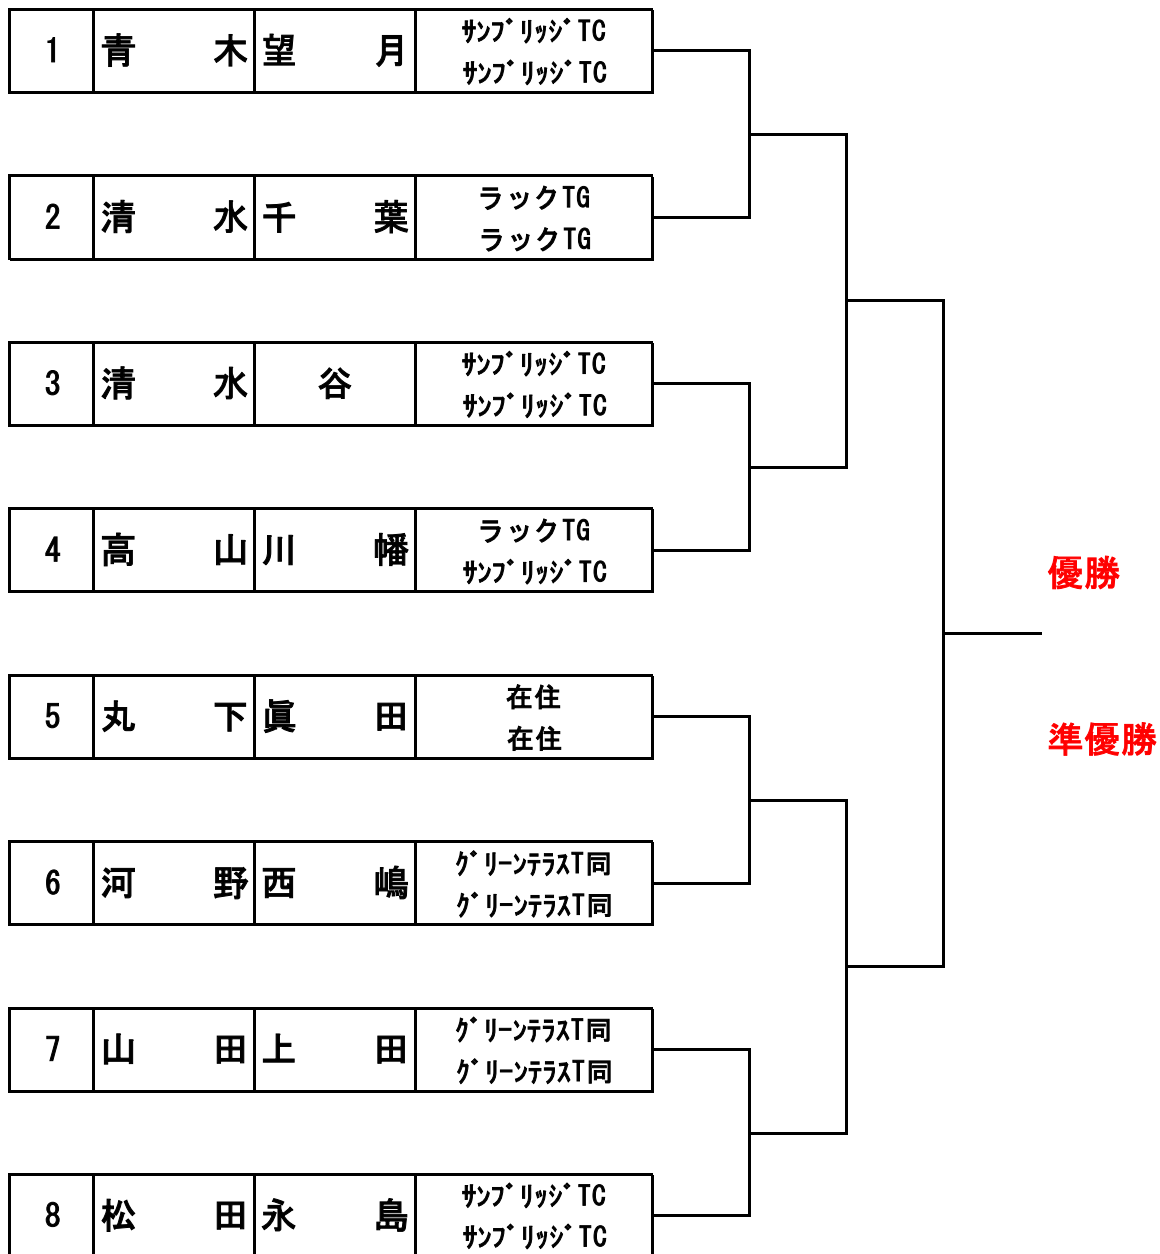 1 青木 望月 ｻﾝﾌﾞﾘｯｼﾞTC
ｻﾝﾌﾞﾘｯｼﾞTC
2 清水 千葉 ラックTG
ラックTG
3 清水 谷 ｻﾝﾌﾞﾘｯｼﾞTC
ｻﾝﾌﾞﾘｯｼﾞTC
4 高山 川幡 ラックTG
ｻﾝﾌﾞﾘｯｼﾞTC
優勝
5 丸下 眞田 在住
在住
準優勝
6 河野 西嶋 ｸﾞﾘｰﾝﾃﾗｽT同
ｸﾞﾘｰﾝﾃﾗｽT同
7 山田 上田 ｸﾞﾘｰﾝﾃﾗｽT同
ｸﾞﾘｰﾝﾃﾗｽT同
8 松田 永島 ｻﾝﾌﾞﾘｯｼﾞTC
ｻﾝﾌﾞﾘｯｼﾞTC